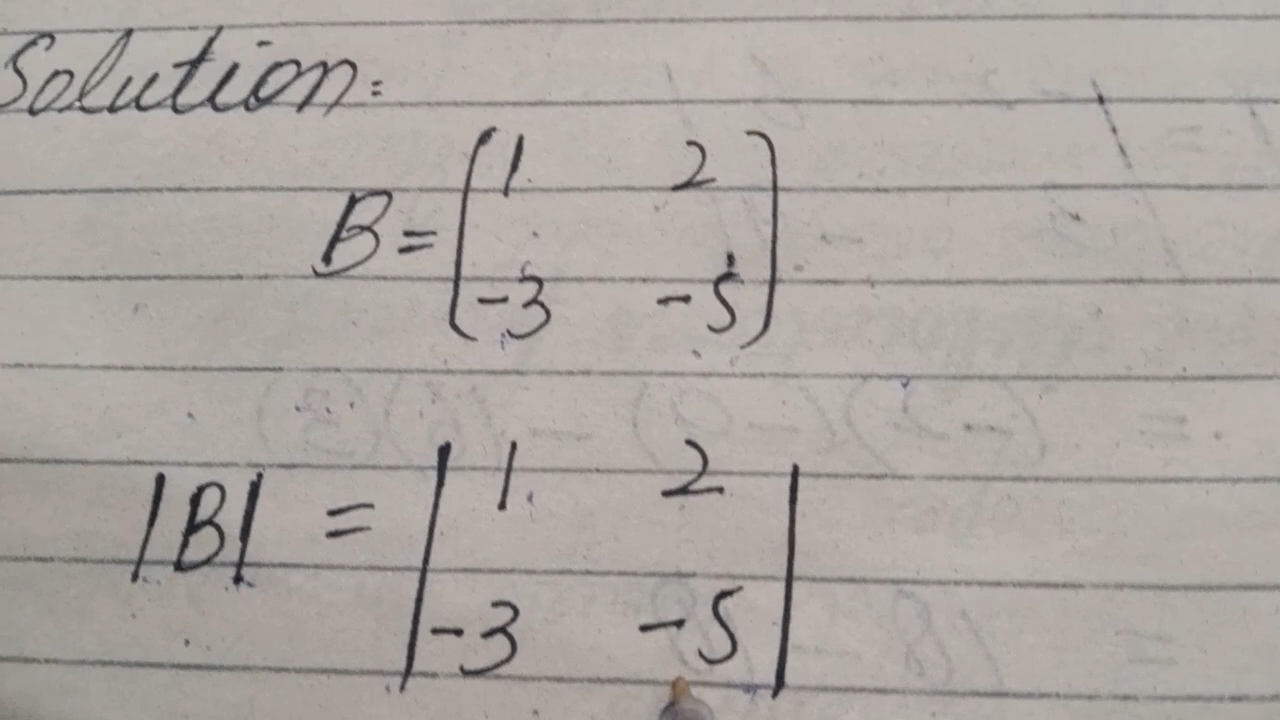 Solution:
B = ( 1 2
-3 -5 )
|B| = | 1 2
-3 -5 |